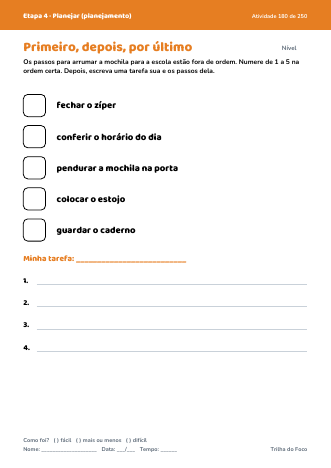 Etapa 4 · Planejar (planejamento)
Atividade 180 de 250
Primeiro, depois, por último
Nível
Os passos para arrumar a mochila para a escola estão fora de ordem. Numere de 1 a 5 na
ordem certa. Depois, escreva uma tarefa sua e os passos dela.
fechar o zíper
conferir o horário do dia
pendurar a mochila na porta
colocar o estojo
guardar o caderno
Minha tarefa: __________________________
1.
2.
3.
4.
Como foi? ( ) fácil ( ) mais ou menos ( ) difícil
Nome: ____________________ Data: ___/___ Tempo: ______
Trilha do Foco